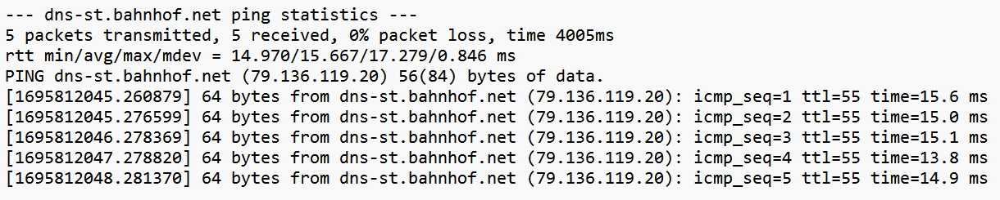 --- dns-st.bahnhof.net ping statistics ---
5 packets transmitted, 5 received, 0% packet loss, time 4005ms
rtt min/avg/max/mdev = 14.970/15.667/17.279/0.846 ms
PING dns-st.bahnhof.net (79.136.119.20) 56(84) bytes of data.
[1695812045.260879] 64 bytes from dns-st.bahnhof.net (79.136.119.20): icmp_seq=1 ttl=55 time=15.6 ms
[1695812045.276599] 64 bytes from dns-st.bahnhof.net (79.136.119.20): icmp_seq=2 ttl=55 time=15.0 ms
[1695812046.278369] 64 bytes from dns-st.bahnhof.net (79.136.119.20): icmp_seq=3 ttl=55 time=15.1 ms
[1695812047.278820] 64 bytes from dns-st.bahnhof.net (79.136.119.20): icmp_seq=4 ttl=55 time=13.8 ms
[1695812048.281370] 64 bytes from dns-st.bahnhof.net (79.136.119.20): icmp_seq=5 ttl=55 time=14.9 ms